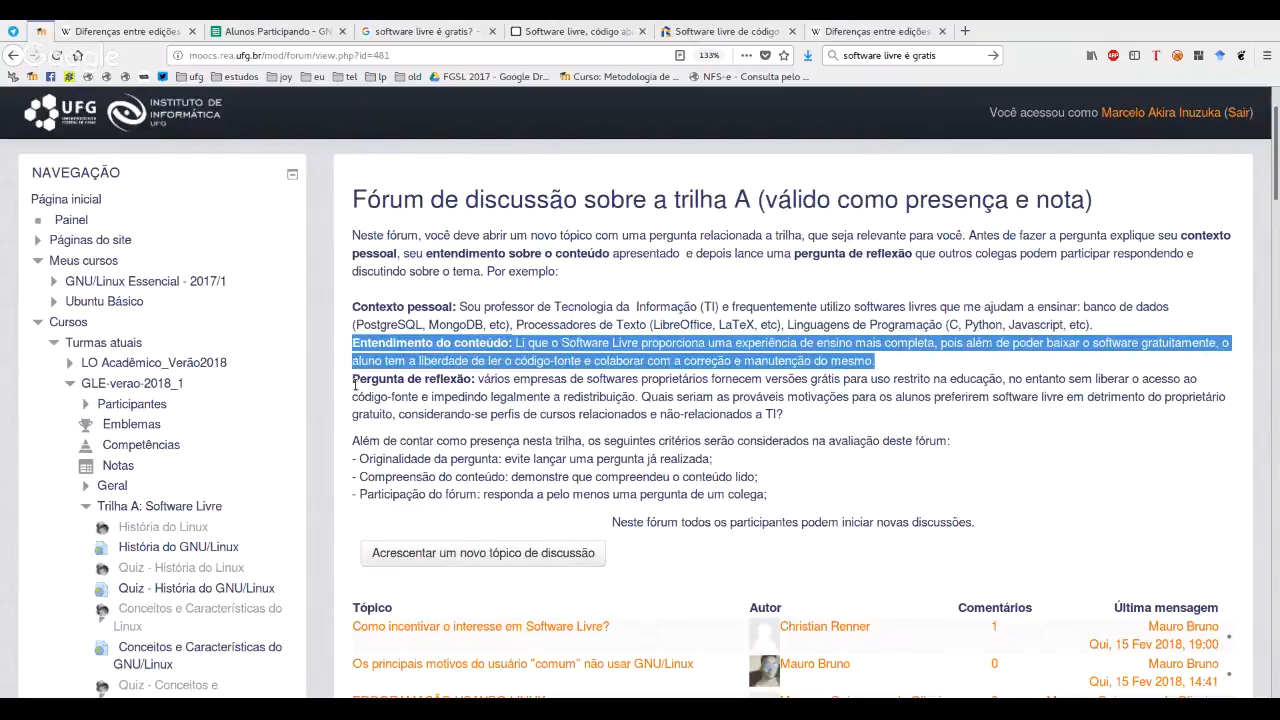 Diferenças entre edições
Alunos Participando - GN
software livre é gratis? -
Software livre, código ab
Software livre de código
Diferenças entre edições
Google
moocs.rea.ufg.br/mod/forum/view.php?id=481
133%
software livre é gratis
ufg
estudos
joy
eu
tel
lp
old
FGSL 2017 - Google Dr...
Curso: Metodologia de ...
NFS-e - Consulta pelo ...
UFG
INSTITUTO DE
INFORMÁTICA
UFG
Você acessou como Marcelo Akira Inuzuka (Sair)
NAVEGAÇÃO
Página inicial
Painel
Páginas do site
Meus cursos
GNU/Linux Essencial - 2017/1
Ubuntu Básico
Cursos
Turmas atuais
LO Acadêmico_Verão2018
GLE-verao-2018_1
Participantes
Emblemas
Competências
Notas
Geral
Trilha A: Software Livre
História do Linux
História do GNU/Linux
Quiz - História do Linux
Quiz - História do GNU/Linux
Conceitos e Características do
Linux
Conceitos e Características do
GNU/Linux
Quiz - Conceitos e
Fórum de discussão sobre a trilha A (válido como presença e nota)
Neste fórum, você deve abrir um novo tópico com uma pergunta relacionada a trilha, que seja relevante para você. Antes de fazer a pergunta explique seu contexto
pessoal, seu entendimento sobre o conteúdo apresentado e depois lance uma pergunta de reflexão que outros colegas podem participar respondendo e
discutindo sobre o tema. Por exemplo:
Contexto pessoal: Sou professor de Tecnologia da Informação (TI) e frequentemente utilizo softwares livres que me ajudam a ensinar: banco de dados
(PostgreSQL, MongoDB, etc), Processadores de Texto (LibreOffice, LaTeX, etc), Linguagens de Programação (C, Python, Javascript, etc).
Entendimento do conteúdo: Li que o Software Livre proporciona uma experiência de ensino mais completa, pois além de poder baixar o software gratuitamente, o
aluno tem a liberdade de ler o código-fonte e colaborar com a correção e manutenção do mesmo.
Pergunta de reflexão: vários empresas de softwares proprietários fornecem versões grátis para uso restrito na educação, no entanto sem liberar o acesso ao
código-fonte e impedindo legalmente a redistribuição. Quais seriam as prováveis motivações para os alunos preferirem software livre em detrimento do proprietário
gratuito, considerando-se perfis de cursos relacionados e não-relacionados a TI?
Além de contar como presença nesta trilha, os seguintes critérios serão considerados na avaliação deste fórum:
- Originalidade da pergunta: evite lançar uma pergunta já realizada;
- Compreensão do conteúdo: demonstre que compreendeu o conteúdo lido;
- Participação do fórum: responda a pelo menos uma pergunta de um colega;
Neste fórum todos os participantes podem iniciar novas discussões.
Acrescentar um novo tópico de discussão
Tópico Autor Comentários Última mensagem
Como incentivar o interesse em Software Livre? Christian Renner 1 Mauro Bruno
Qui, 15 Fev 2018, 19:00
Os principais motivos do usuário "comum" não usar GNU/Linux Mauro Bruno 0 Mauro Bruno
Qui, 15 Fev 2018, 14:41